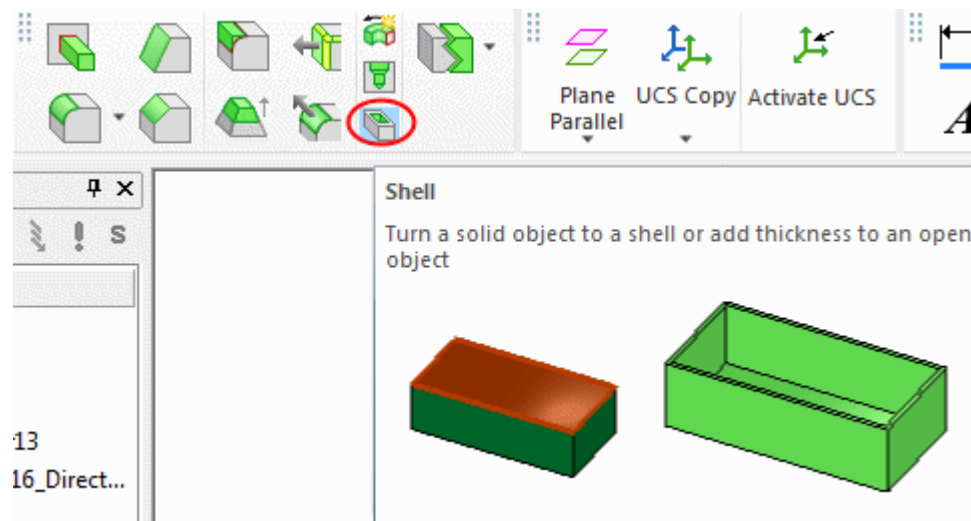 Plane
Parallel
UCS Copy
Activate UCS
A
S
Shell
Turn a solid object to a shell or add thickness to an open
object
13
16_Direct...